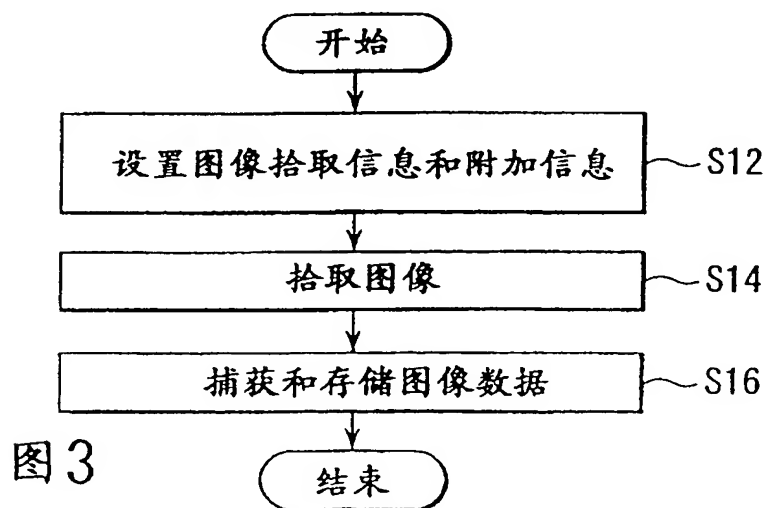 开始
设置图像拾取信息和附加信息
S12
拾取图像
S14
捕获和存储图像数据
S16
结束
图3